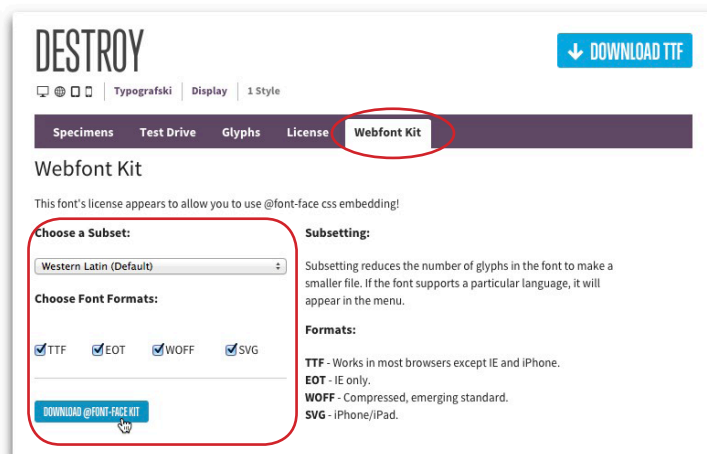 DESTROY
DOWNLOAD TTF
Typografski Display 1 Style
Specimens Test Drive Glyphs License Webfont Kit
Webfont Kit
This font's license appears to allow you to use @font-face css embedding!
Choose a Subset:
Western Latin (Default)
Choose Font Formats:
TTF EOT WOFF SVG
DOWNLOAD @FONT-FACE KIT
Subsetting:
Subsetting reduces the number of glyphs in the font to make a
smaller file. If the font supports a particular language, it will
appear in the menu.
Formats:
TTF - Works in most browsers except IE and iPhone.
EOT - IE only.
WOFF - Compressed, emerging standard.
SVG - iPhone/iPad.